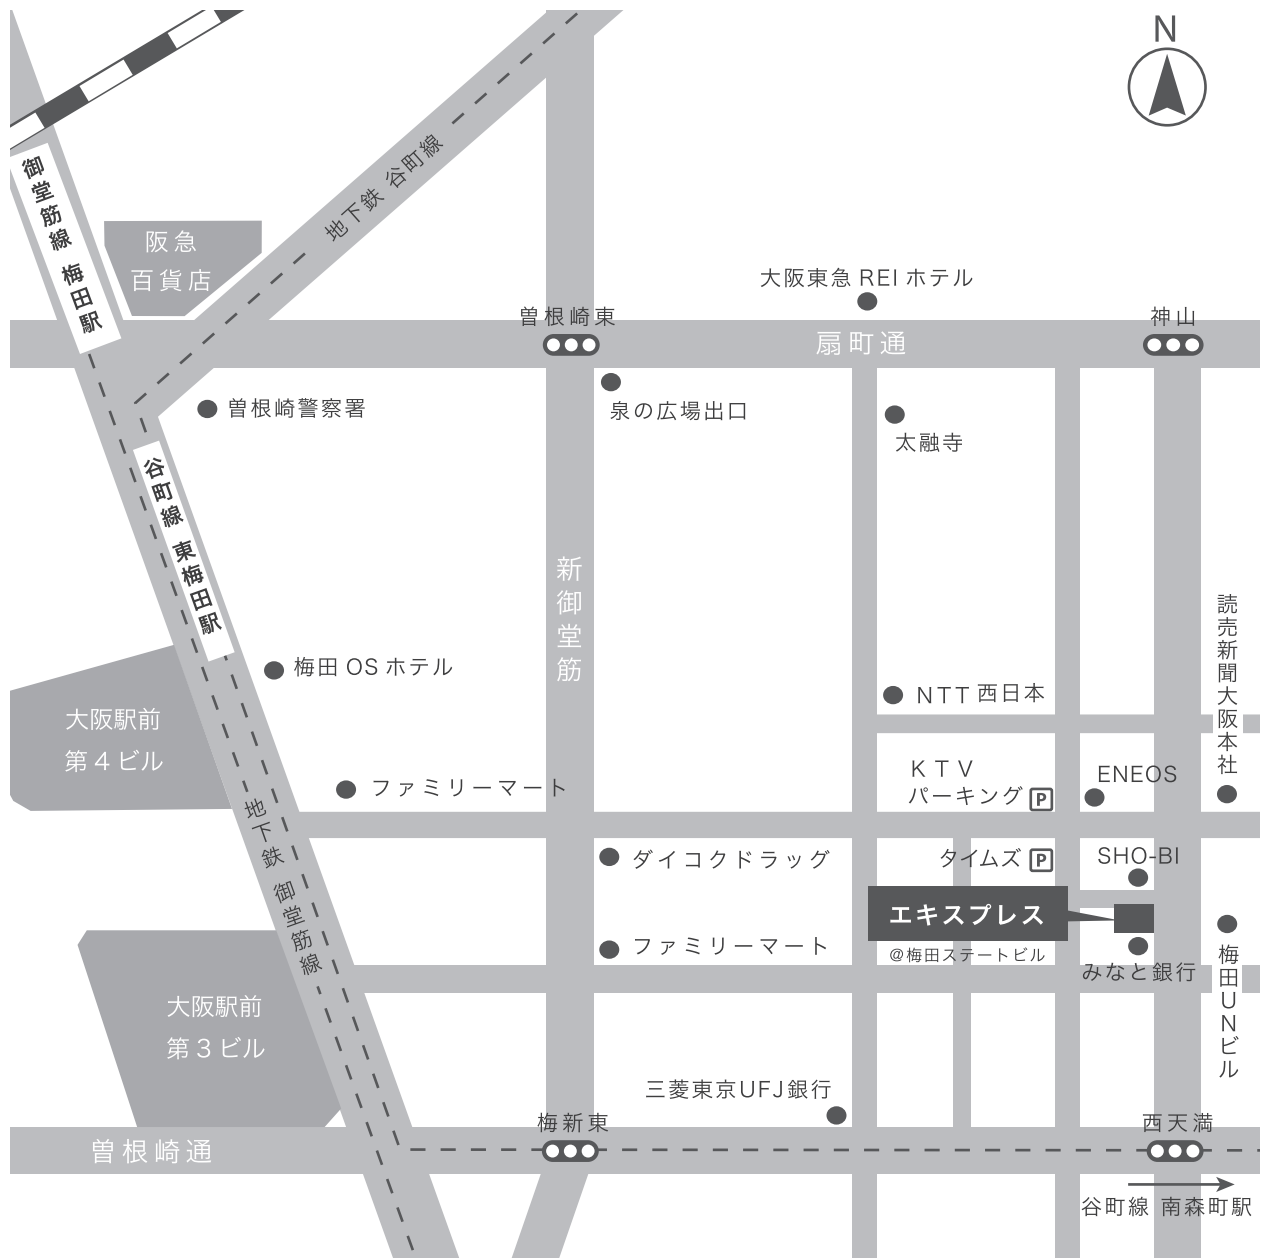 N
御堂筋線 梅田駅
地下鉄 谷町線
阪急
百貨店
大阪東急 REI ホテル
曽根崎東
神山
扇町通
曽根崎警察署
泉の広場出口
太融寺
谷町線 東梅田駅
新御堂筋
読売新聞大阪本社
梅田 OS ホテル
NTT 西日本
大阪駅前
第4ビル
ファミリーマート
KTV
パーキング P
ENEOS
地下鉄 御堂筋線
ダイコクドラッグ
タイムズ P
SHO-BI
エキスプレス
@梅田ステートビル
ファミリーマート
みなと銀行
梅田UNビル
大阪駅前
第3ビル
三菱東京UFJ銀行
梅新東
西天満
曽根崎通
谷町線 南森町駅